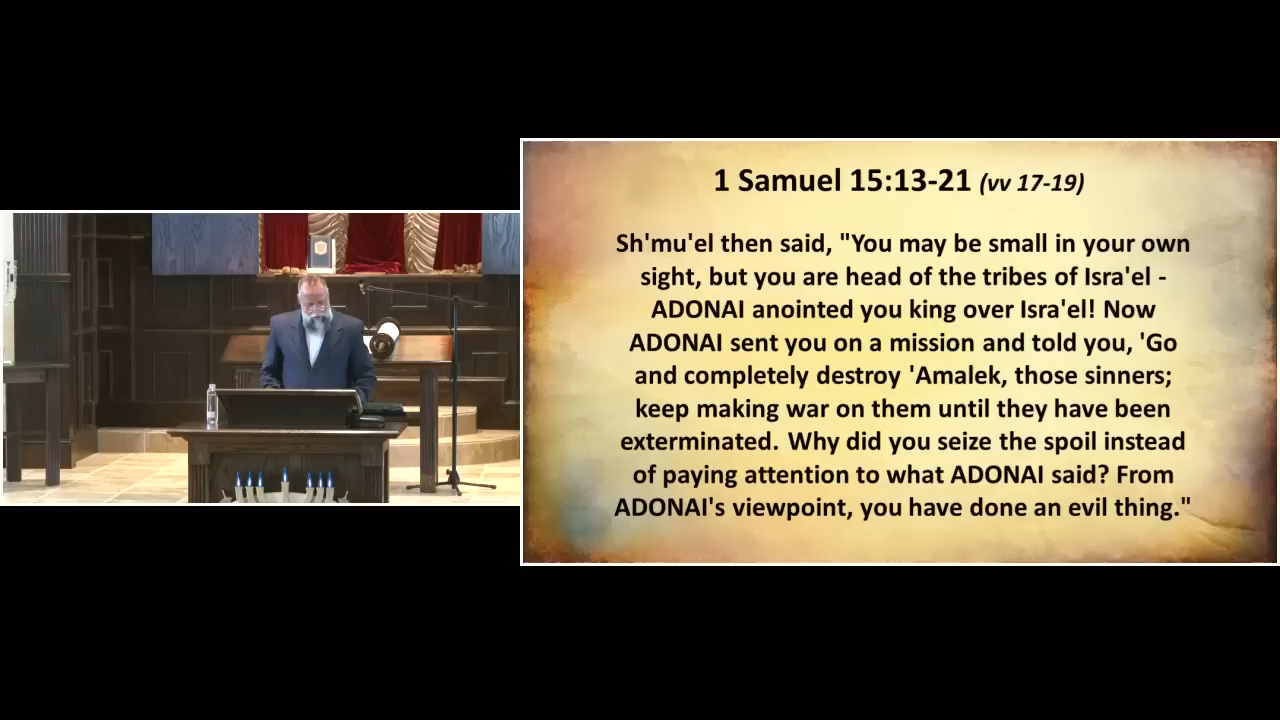 1 Samuel 15:13-21 (vv 17-19)
Sh'mu'el then said, "You may be small in your own
sight, but you are head of the tribes of Isra'el -
ADONAI anointed you king over Isra'el! Now
ADONAI sent you on a mission and told you, 'Go
and completely destroy 'Amalek, those sinners;
keep making war on them until they have been
exterminated. Why did you seize the spoil instead
of paying attention to what ADONAI said? From
ADONAI's viewpoint, you have done an evil thing."